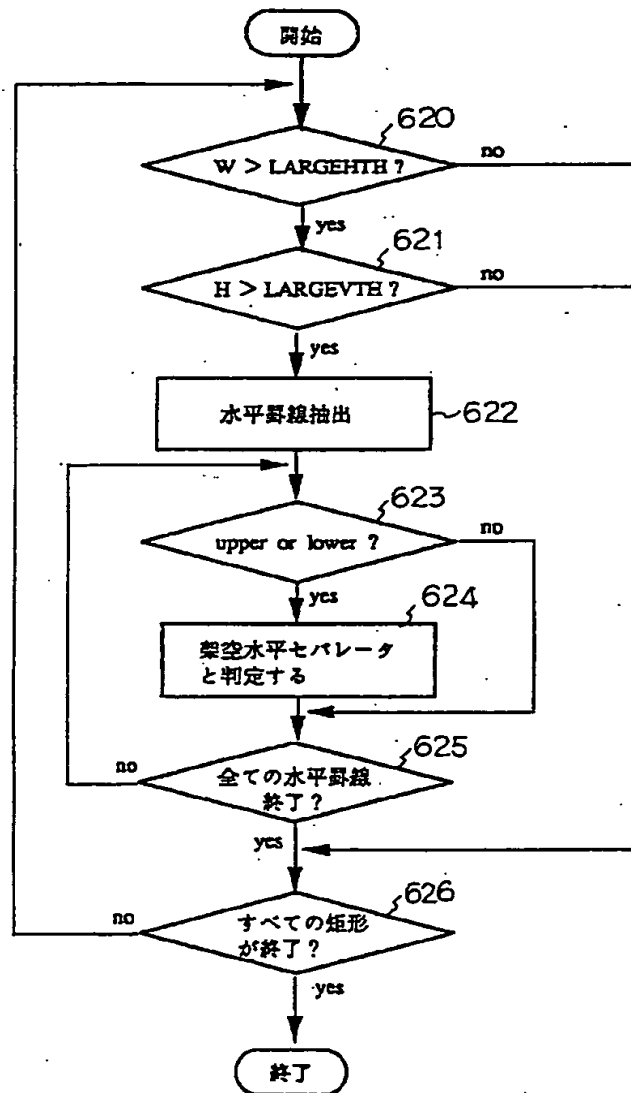 開始
620
W > LARGEHTH ?
no
yes
621
H > LARGEVTH ?
no
yes
水平罫線抽出
622
623
upper or lower ?
no
yes
624
架空水平セパレータ
と判定する
625
全ての水平罫線
終了?
no
yes
626
すべての矩形
が終了?
no
yes
終了